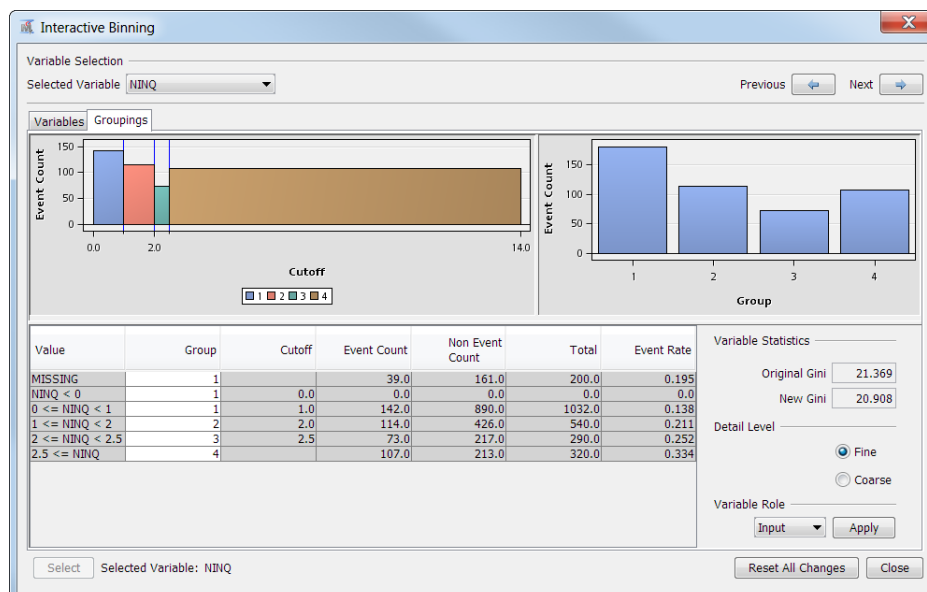 Interactive Binning
Variable Selection
Selected Variable NINQ Previous Next
Variables Groupings
Event Count
150
100
50
0
0.0 2.0 14.0
Cutoff
1 2 3 4
Event Count
150
100
50
0
1 2 3 4
Group
Value Group Cutoff Event Count Non Event Count Total Event Rate
MISSING 1 39.0 161.0 200.0 0.195
NINQ < 0 1 0.0 0.0 0.0 0.0 0.0
0 <= NINQ < 1 1 1.0 142.0 890.0 1032.0 0.138
1 <= NINQ < 2 2 2.0 114.0 426.0 540.0 0.211
2 <= NINQ < 2.5 3 2.5 73.0 217.0 290.0 0.252
2.5 <= NINQ 4 107.0 213.0 320.0 0.334
Variable Statistics
Original Gini 21.369
New Gini 20.908
Detail Level
Fine
Coarse
Variable Role
Input Apply
Select Selected Variable: NINQ Reset All Changes Close